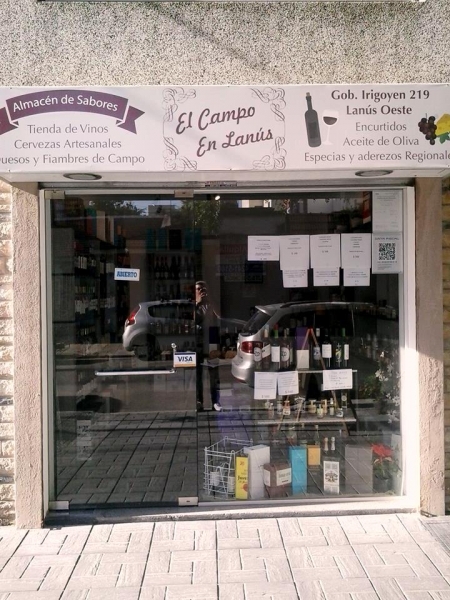 Almacén de Sabores
Tienda de Vinos
Cervezas Artesanales
uesos y Fiambres de Campo
El Campo
En Lanús
Gob. Irigoyen 219
Lanús Oeste
Encurtidos
Aceite de Oliva
Especias y aderezos Regionale
ABIERTO
VISA